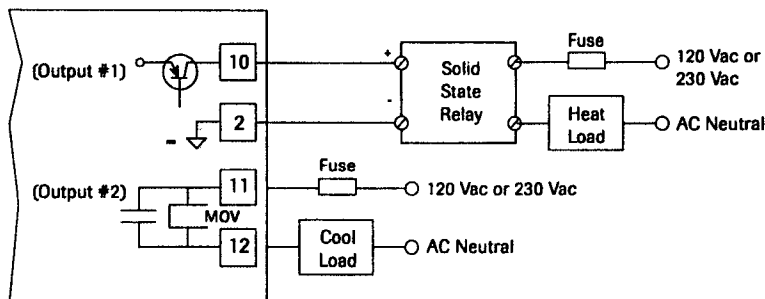 (Output #1)
10
+
Solid
State
Relay
Fuse
120 Vac or
230 Vac
2
-
-
Heat
Load
AC Neutral
(Output #2)
11
Fuse
120 Vac or 230 Vac
MOV
12
Cool
Load
AC Neutral